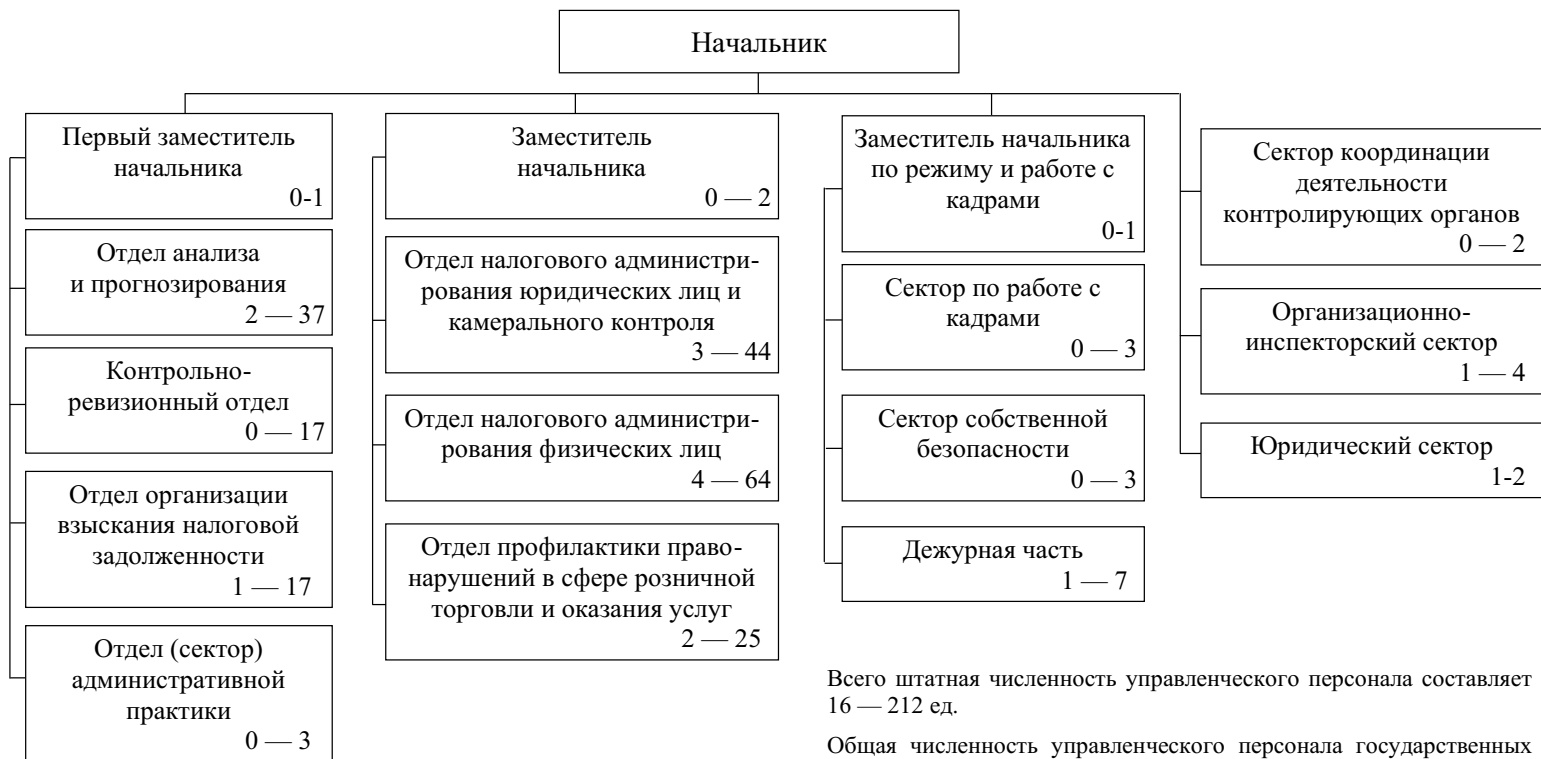 Начальник
Первый заместитель
начальника
0-1
Отдел анализа
и прогнозирования
2 — 37
Контрольно-
ревизионный отдел
0 — 17
Отдел организации
взыскания налоговой
задолженности
1 — 17
Отдел (сектор)
административной
практики
0 — 3
Заместитель
начальника
0 — 2
Отдел налогового администри-
рования юридических лиц и
камерального контроля
3 — 44
Отдел налогового администри-
рования физических лиц
4 — 64
Отдел профилактики право-
нарушений в сфере розничной
торговли и оказания услуг
2 — 25
Заместитель начальника
по режиму и работе с
кадрами
0-1
Сектор по работе с
кадрами
0 — 3
Сектор собственной
безопасности
0 — 3
Дежурная часть
1 — 7
Сектор координации
деятельности
контролирующих органов
0 — 2
Организационно-
инспекторский сектор
1 — 4
Юридический сектор
1-2
Всего штатная численность управленческого персонала составляет
16 — 212 ед.
Общая численность управленческого персонала государственных